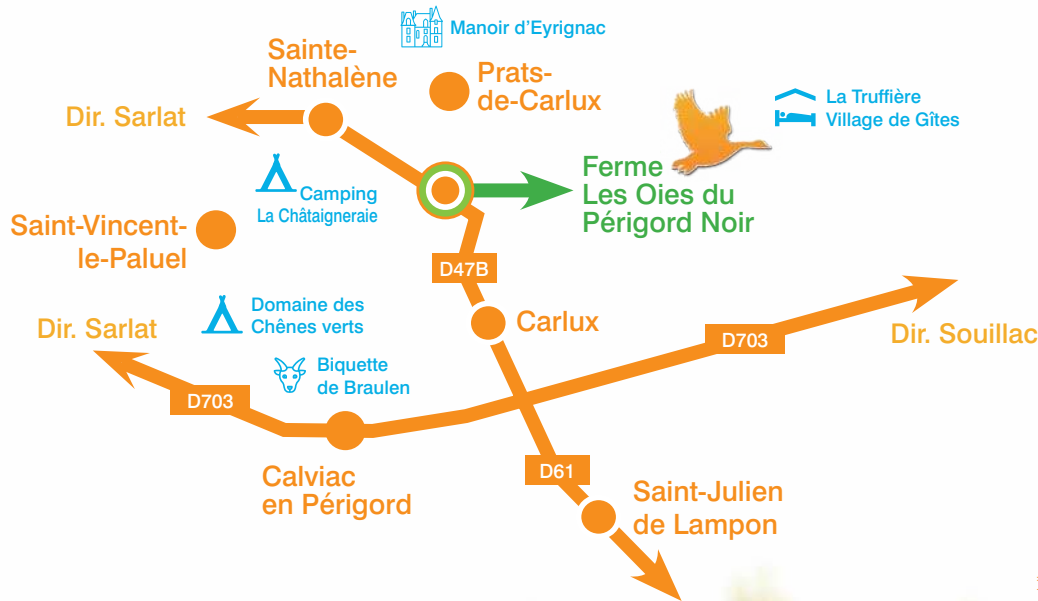 Manoir d'Eyrignac
Sainte-
Nathalène
Prats-
de-Carlux
Dir. Sarlat
La Truffière
Village de Gîtes
Ferme
Les Oies du
Périgord Noir
Camping
La Châtaigneraie
Saint-Vincent-
le-Paluel
D47B
Domaine des
Chênes verts
Carlux
Dir. Sarlat
D703
Dir. Souillac
Biquette
de Braulen
D703
Calviac
en Périgord
D61
Saint-Julien
de Lampon